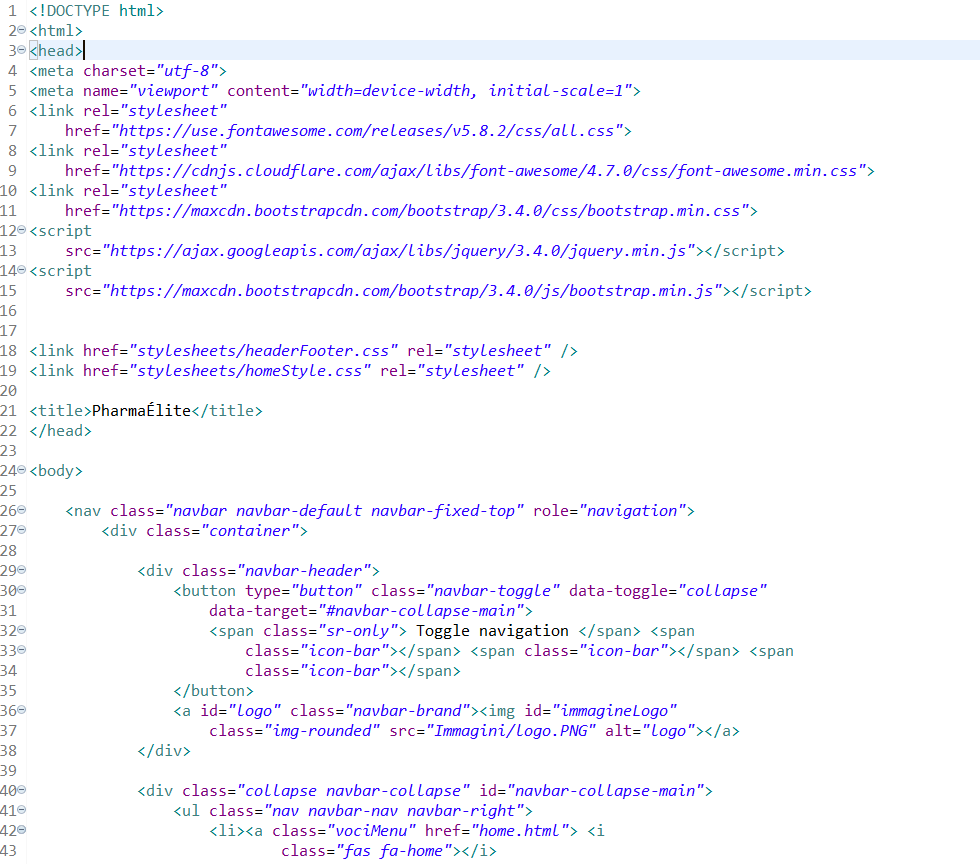 1 <!DOCTYPE html>
2 <html>
3 <head>
4 <meta charset="utf-8">
5 <meta name="viewport" content="width=device-width, initial-scale=1">
6 <link rel="stylesheet"
7     href="https://use.fontawesome.com/releases/v5.8.2/css/all.css">
8 <link rel="stylesheet"
9     href="https://cdnjs.cloudflare.com/ajax/libs/font-awesome/4.7.0/css/font-awesome.min.css">
10 <link rel="stylesheet"
11     href="https://maxcdn.bootstrapcdn.com/bootstrap/3.4.0/css/bootstrap.min.css">
12 <script
13     src="https://ajax.googleapis.com/ajax/libs/jquery/3.4.0/jquery.min.js"></script>
14 <script
15     src="https://maxcdn.bootstrapcdn.com/bootstrap/3.4.0/js/bootstrap.min.js"></script>
16
17
18 <link href="stylesheets/headerFooter.css" rel="stylesheet" />
19 <link href="stylesheets/homeStyle.css" rel="stylesheet" />
20
21 <title>PharmaÉlite</title>
22 </head>
23
24 <body>
25
26     <nav class="navbar navbar-default navbar-fixed-top" role="navigation">
27         <div class="container">
28
29             <div class="navbar-header">
30                 <button type="button" class="navbar-toggle" data-toggle="collapse"
31                     data-target="#navbar-collapse-main">
32                     <span class="sr-only"> Toggle navigation </span> <span
33                         class="icon-bar"></span> <span class="icon-bar"></span> <span
34                         class="icon-bar"></span>
35                 </button>
36                 <a id="logo" class="navbar-brand"><img id="immagineLogo"
37                     class="img-rounded" src="Immagini/logo.PNG" alt="logo"></a>
38             </div>
39
40             <div class="collapse navbar-collapse" id="navbar-collapse-main">
41                 <ul class="nav navbar-nav navbar-right">
42                     <li><a class="vociMenu" href="home.html"> <i
43                             class="fas fa-home"></i>